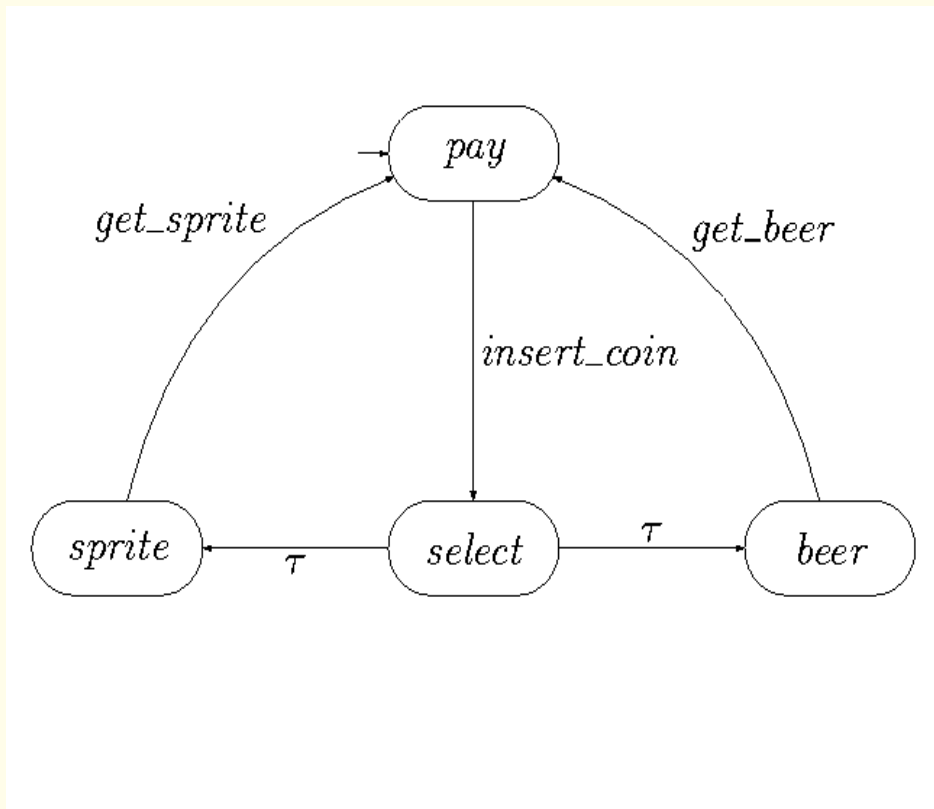 pay
get_sprite
get_beer
insert_coin
sprite
τ
select
τ
beer